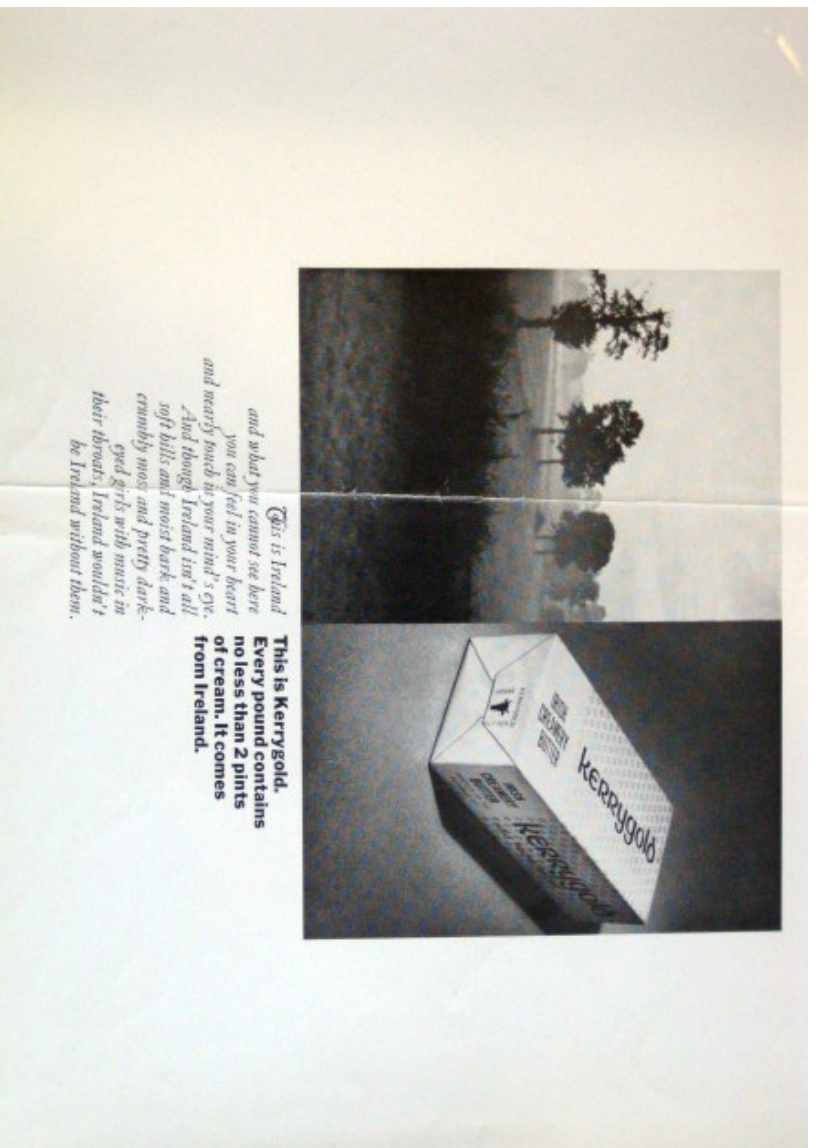 This is Ireland
and what you cannot see here
you can feel in your heart
and nearly touch in your mind's eye.
And though Ireland isn't all
soft hills and moist bark and
crumbly moss and pretty dark-
eyed girls with music in
their throats, Ireland wouldn't
be Ireland without them.
This is Kerrygold.
Every pound contains
no less than 2 pints
of cream. It comes
from Ireland.
IRISH
CREAMERY
BUTTER
kerrygold
IRISH
CREAMERY
BUTTER
kerrygold